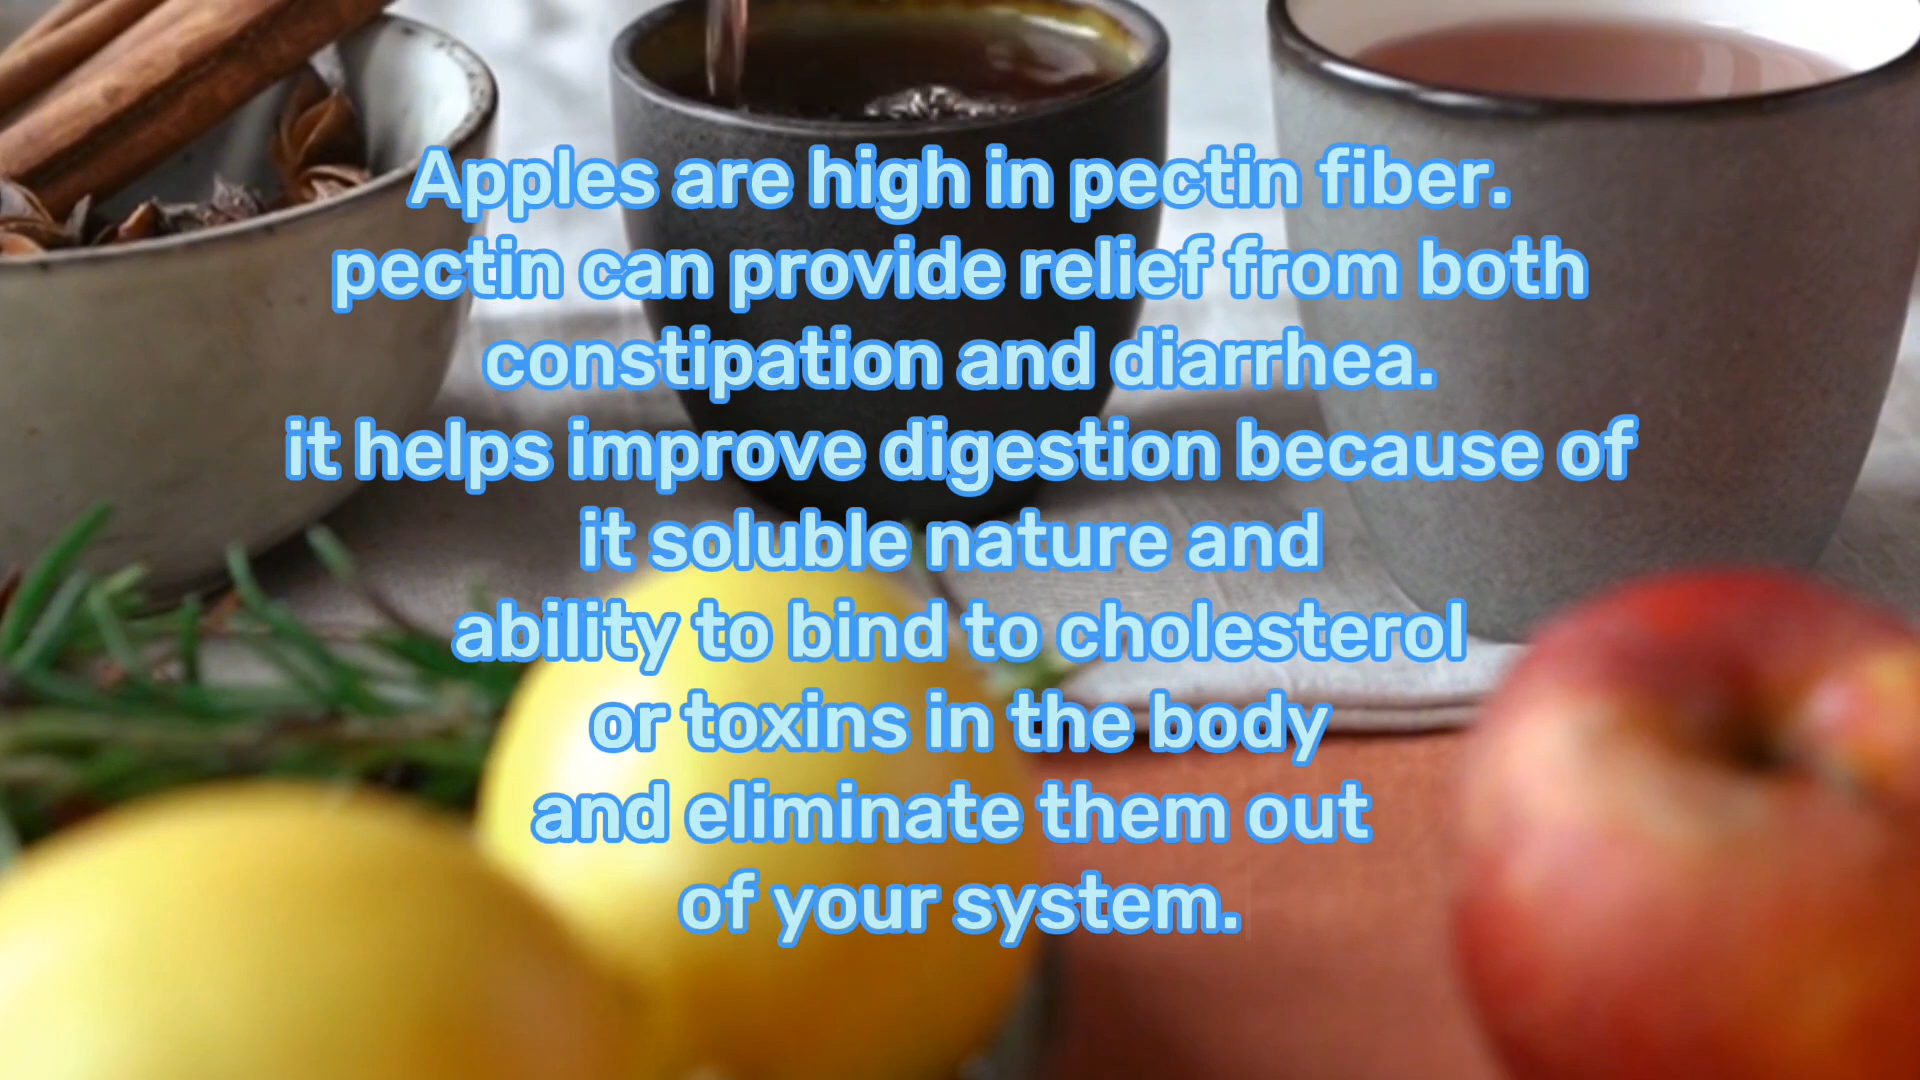 Apples are high in pectin fiber.
pectin can provide relief from both
constipation and diarrhea.
it helps improve digestion because of
it soluble nature and
ability to bind to cholesterol
or toxins in the body
and eliminate them out
of your system.